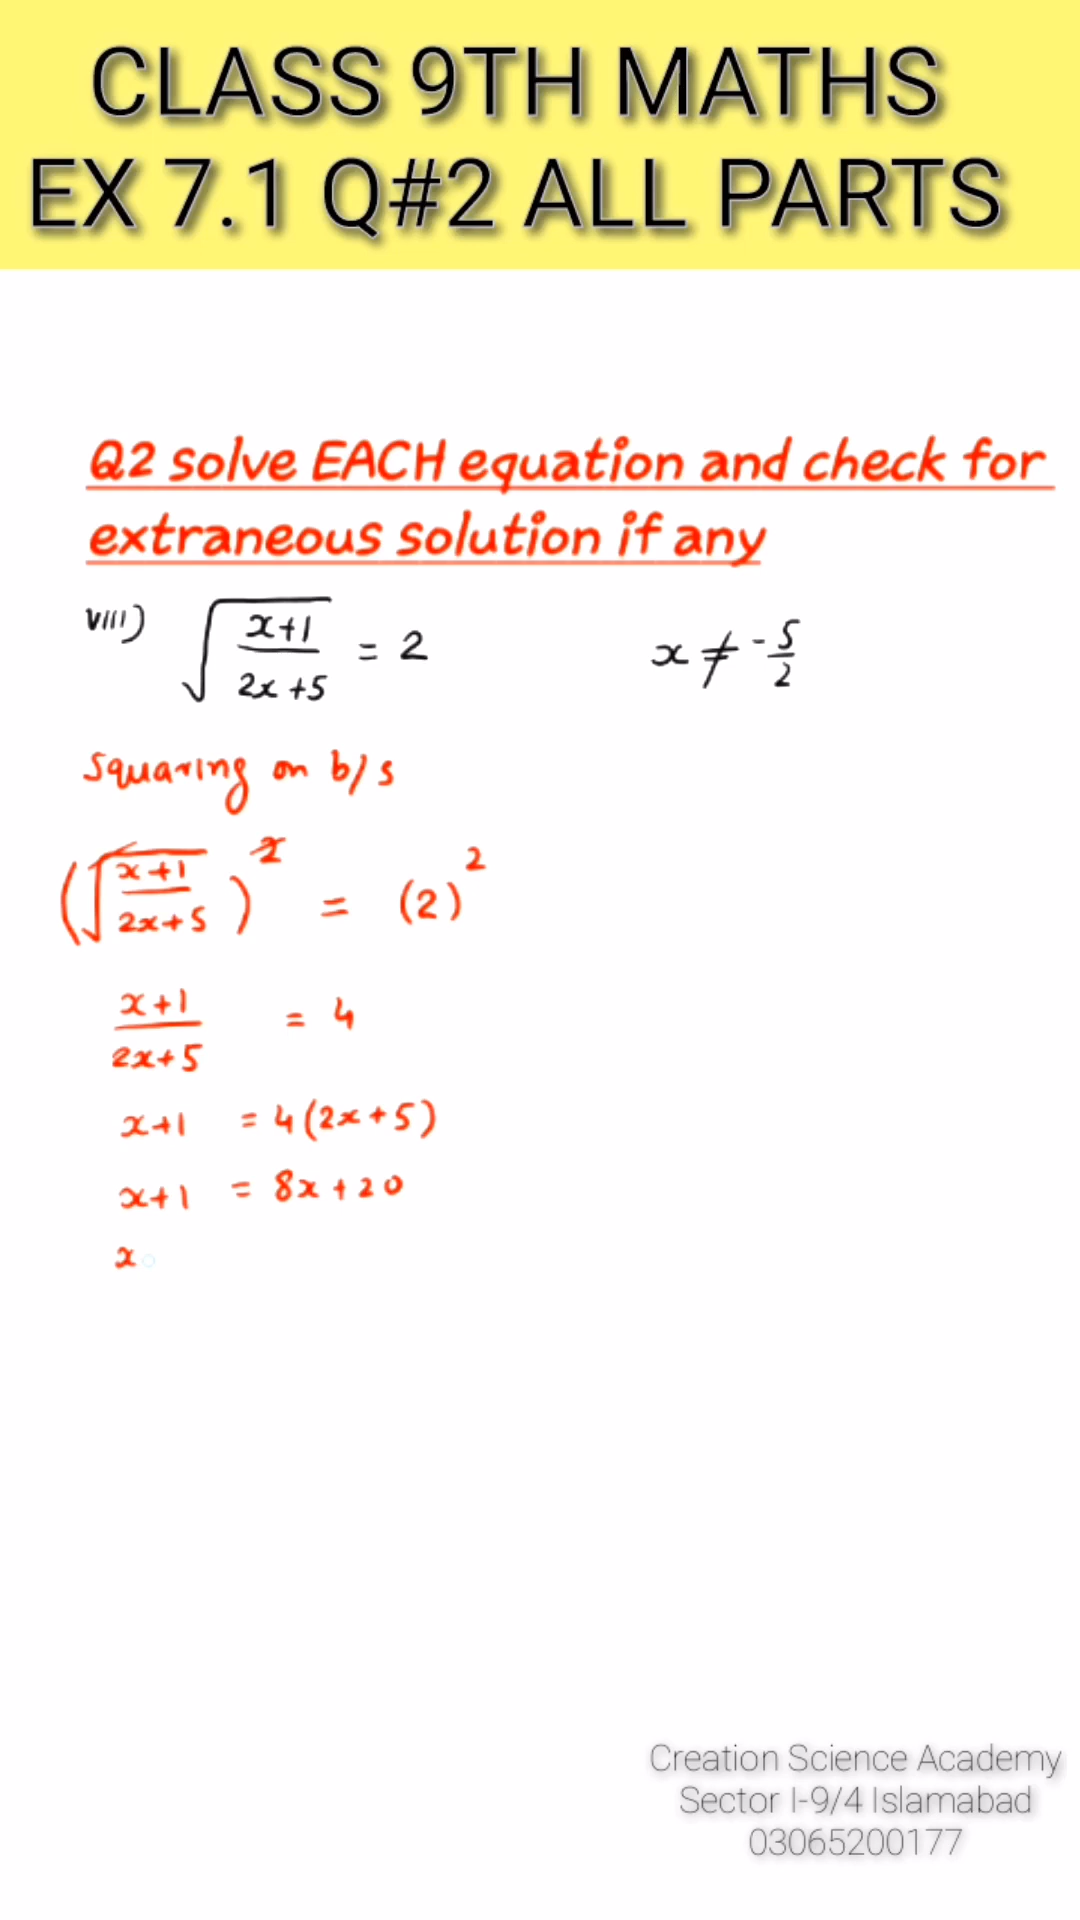 CLASS 9TH MATHS
EX 7.1 Q#2 ALL PARTS
Q2 solve EACH equation and check for
extraneous solution if any
viii) √((x+1)/(2x+5)) = 2    x ≠ -5/2
Squaring on b/s
(√((x+1)/(2x+5)))^2 = (2)^2
(x+1)/(2x+5) = 4
x+1 = 4(2x+5)
x+1 = 8x+20
x
Creation Science Academy
Sector I-9/4 Islamabad
03065200177